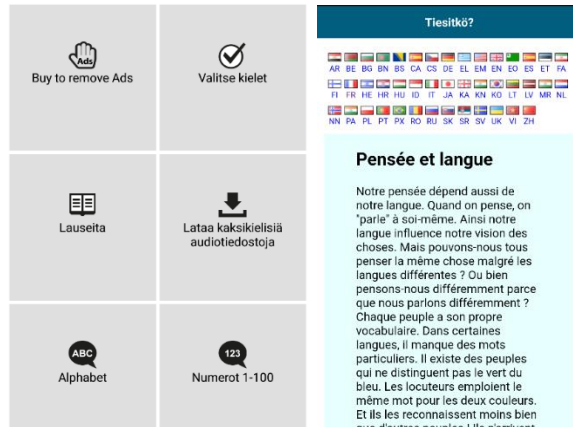 Ads
Buy to remove Ads
Valitse kielet
Lauseita
Lataa kaksikielisiä
audiotiedostoja
ABC
Alphabet
123
Numerot 1-100
Tiesitkö?
AR BE BG BN BS CA CS DE EL EM EN EO ES ET FA
FI FR HE HR HU ID IT JA KA KN KO LT LV MR NL
NN PA PL PT PX RO RU SK SR SV UK VI ZH
Pensée et langue
Notre pensée dépend aussi de
notre langue. Quand on pense, on
"parle" à soi-même. Ainsi notre
langue influence notre vision des
choses. Mais pouvons-nous tous
penser la même chose malgré les
langues différentes ? Ou bien
pensons-nous différemment parce
que nous parlons différemment ?
Chaque peuple a son propre
vocabulaire. Dans certaines
langues, il manque des mots
particuliers. Il existe des peuples
qui ne distinguent pas le vert du
bleu. Les locuteurs emploient le
même mot pour les deux couleurs.
Et ils les reconnaissent moins bien